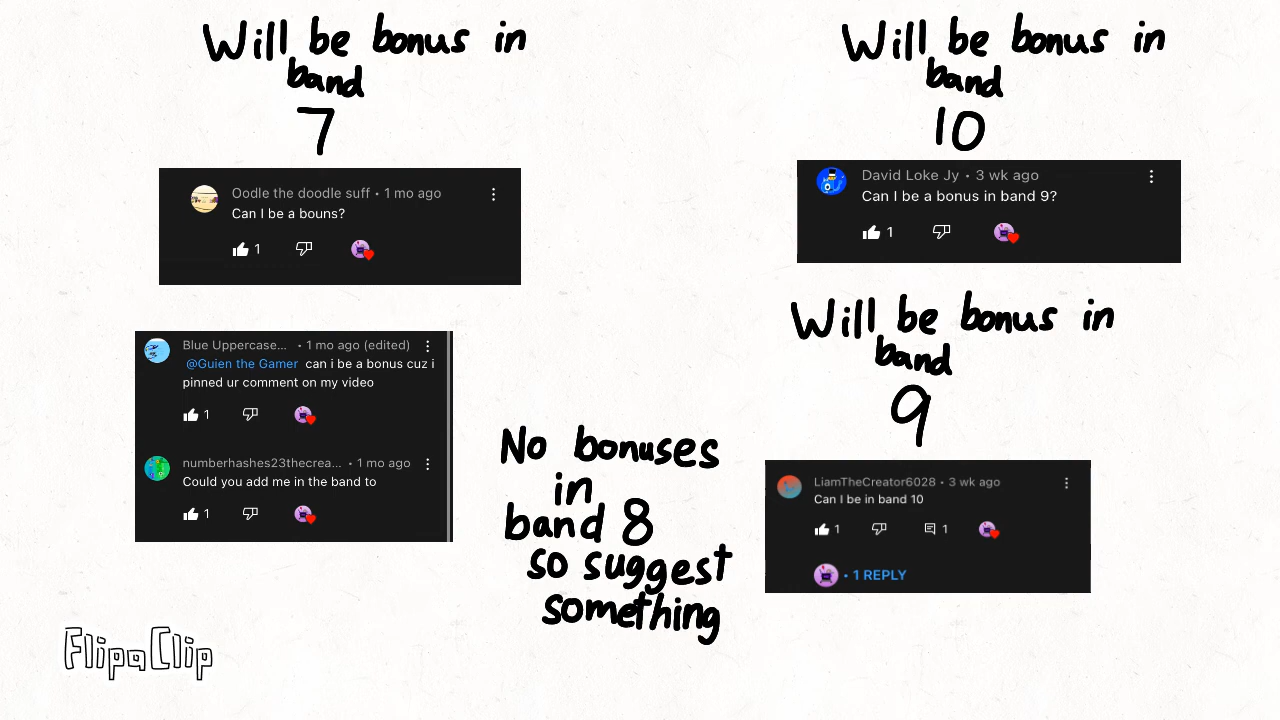 Will be bonus in
band
7
Oodle the doodle suff • 1 mo ago
Can I be a bouns?
1
Blue Uppercase... • 1 mo ago (edited)
@Guien the Gamer can i be a bonus cuz i
pinned ur comment on my video
1
numberhashes23thecrea... • 1 mo ago
Could you add me in the band to
1
No bonuses
in
band 8
so suggest
something
Will be bonus in
band
10
David Loke Jy • 3 wk ago
Can I be a bonus in band 9?
1
Will be bonus in
band
9
LiamTheCreator6028 • 3 wk ago
Can I be in band 10
1 1
• 1 REPLY
FlipaClip